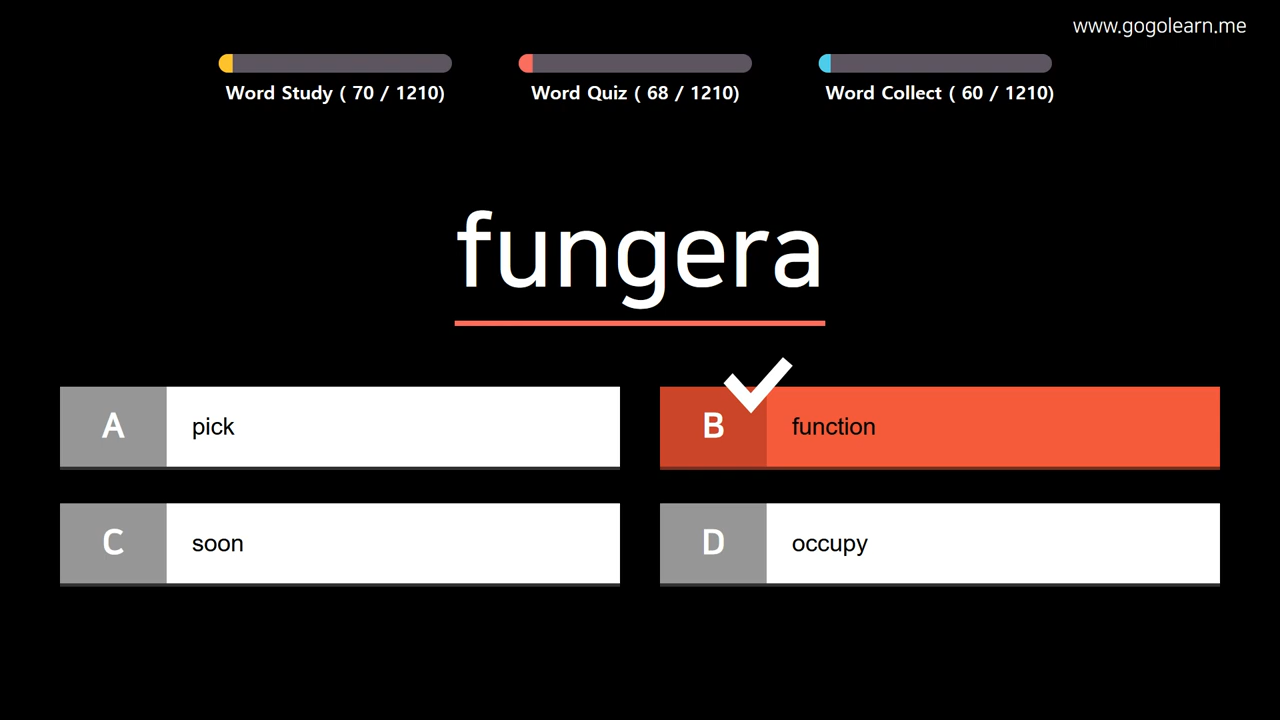 www.gogolearn.me
Word Study ( 70 / 1210)
Word Quiz ( 68 / 1210)
Word Collect ( 60 / 1210)
fungera
A pick
B function
C soon
D occupy